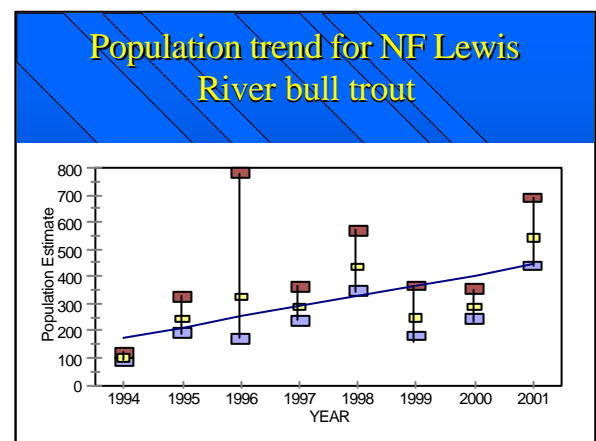 Population trend for NF Lewis
River bull trout
Population Estimate
800
700
600
500
400
300
200
100
0
1994 1995 1996 1997 1998 1999 2000 2001
YEAR